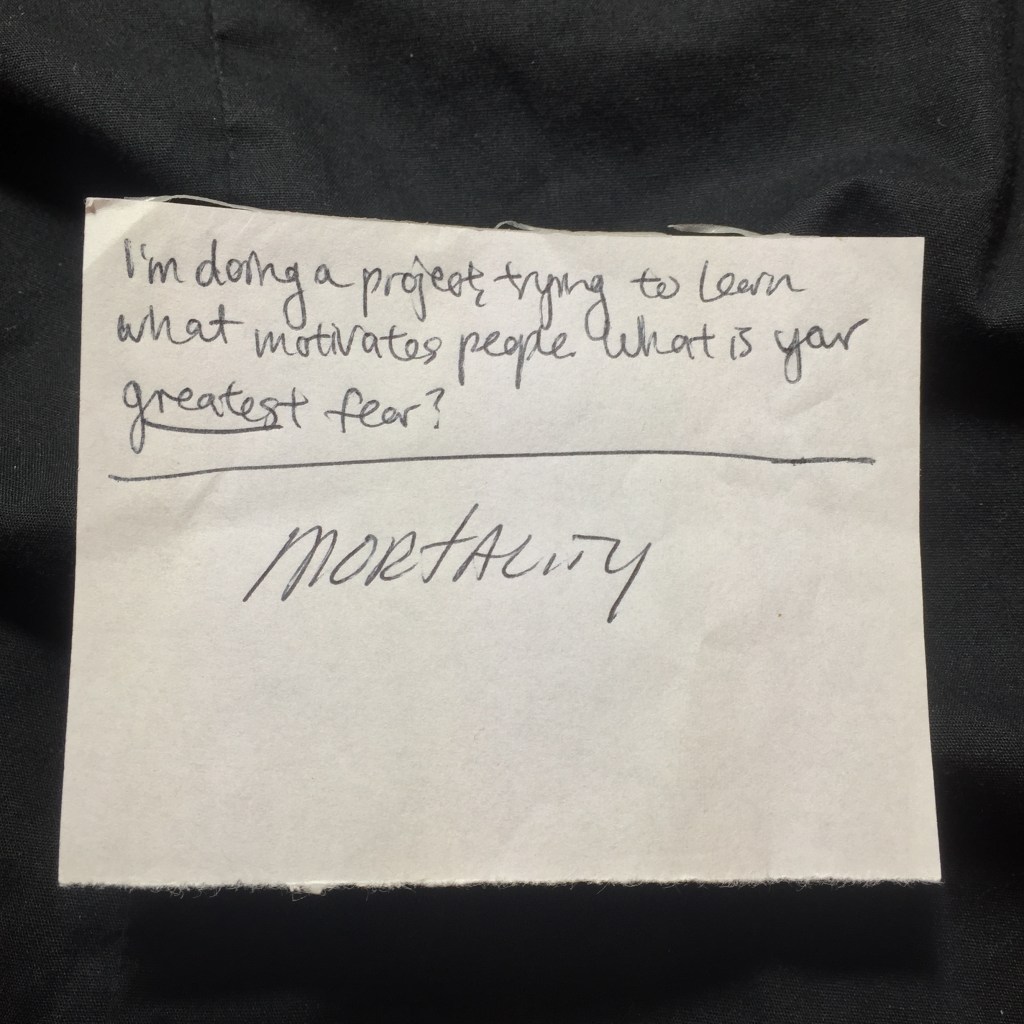 I'm doing a project, trying to learn
what motivates people. What is your
greatest fear?
MORTALITY